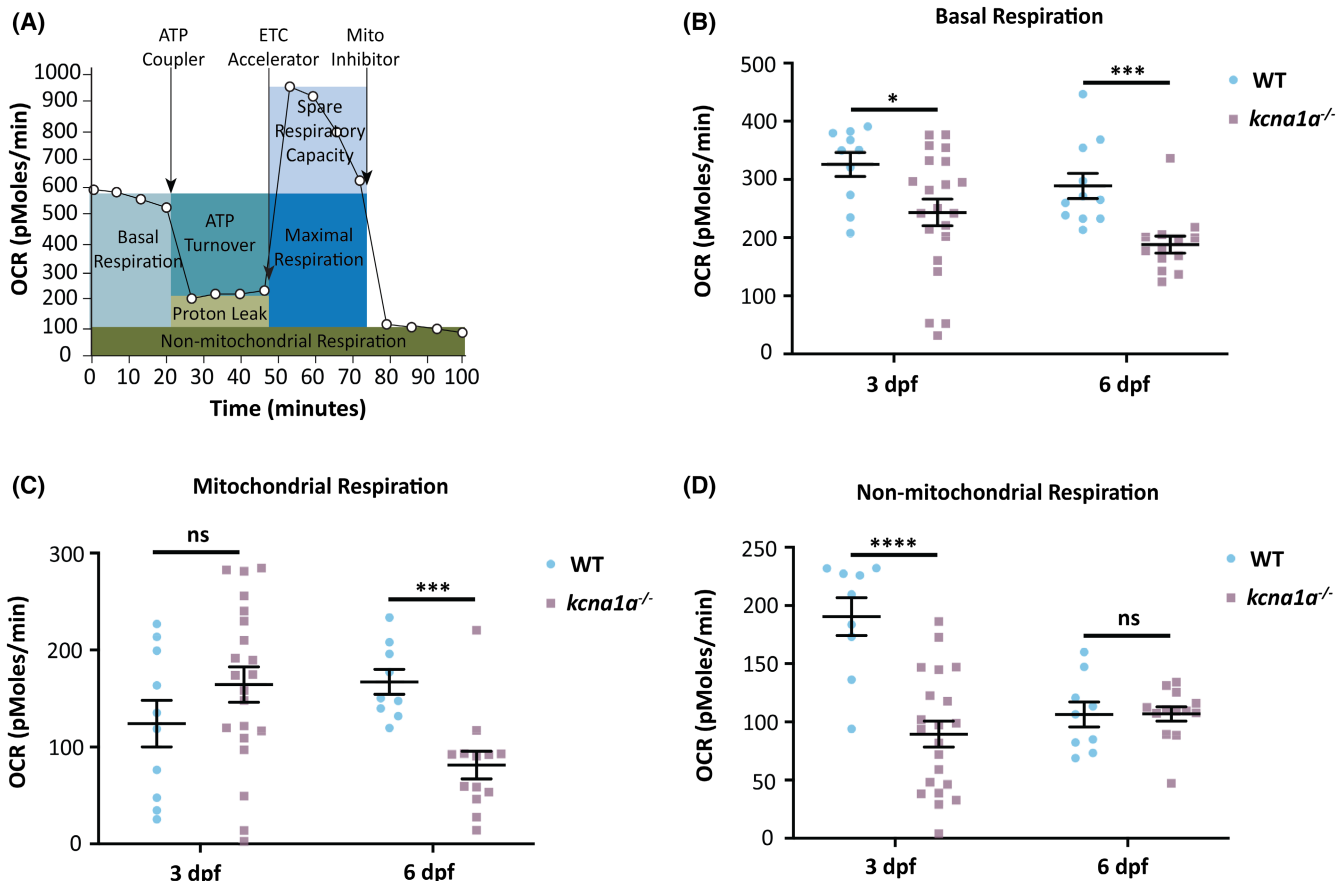 (A)
ATP
Coupler
ETC
Accelerator
Mito
Inhibitor
OCR (pMoles/min)
1000
900
800
700
600
500
400
300
200
100
0
Spare
Respiratory
Capacity
Basal
Respiration
ATP
Turnover
Maximal
Respiration
Proton Leak
Non-mitochondrial Respiration
0 10 20 30 40 50 60 70 80 90 100
Time (minutes)
(B)
Basal Respiration
OCR (pMoles/min)
500
400
300
200
100
0
*
***
WT
kcna1a-/-
3 dpf
6 dpf
(C)
Mitochondrial Respiration
OCR (pMoles/min)
300
200
100
0
ns
***
WT
kcna1a-/-
3 dpf
6 dpf
(D)
Non-mitochondrial Respiration
OCR (pMoles/min)
250
200
150
100
50
0
****
ns
WT
kcna1a-/-
3 dpf
6 dpf